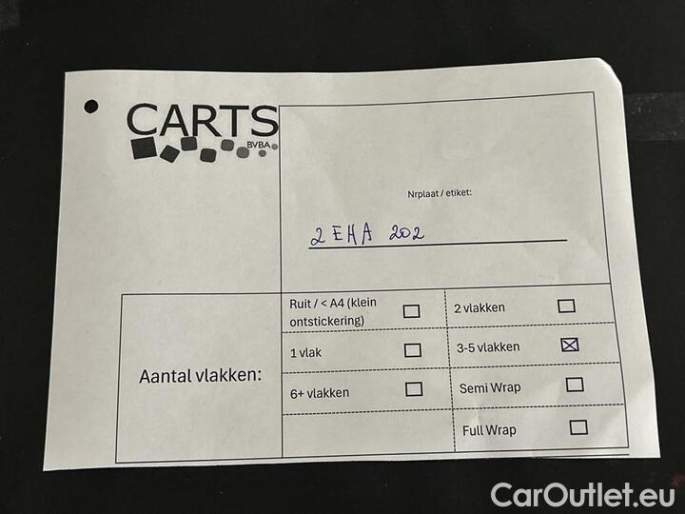 CARTS
BVBA
Nrplaat / etiket:
2 EHA 202
Aantal vlakken:
Ruit / < A4 (klein
ontstickering)
2 vlakken
1 vlak
3-5 vlakken
6+ vlakken
Semi Wrap
Full Wrap
CarOutlet.eu